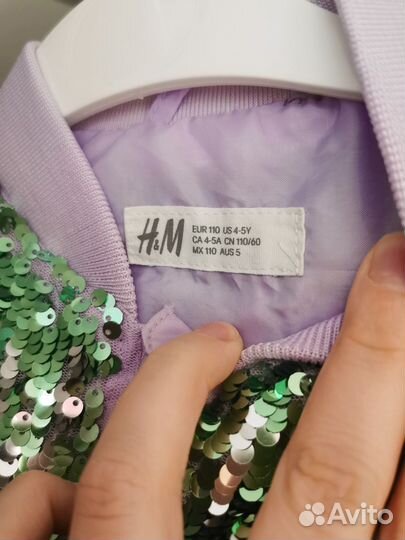 H&M
EUR 110 US 4-5Y
CA 4-5A CN 110/60
MX 110 AUS 5
Avito